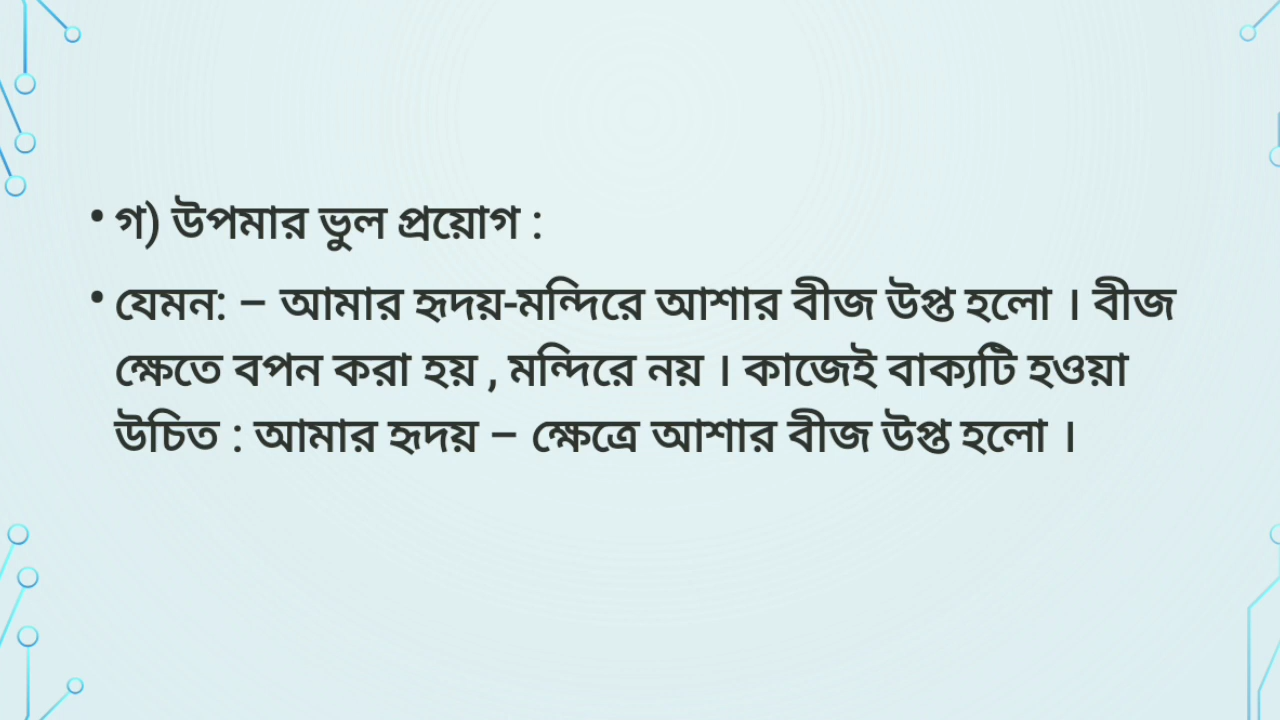 • গ) উপমার ভুল প্রয়োগ :
• যেমন: – আমার হৃদয়-মন্দিরে আশার বীজ উপ্ত হলো । বীজ
ক্ষেতে বপন করা হয় , মন্দিরে নয় । কাজেই বাক্যটি হওয়া
উচিত : আমার হৃদয় – ক্ষেত্রে আশার বীজ উপ্ত হলো ।